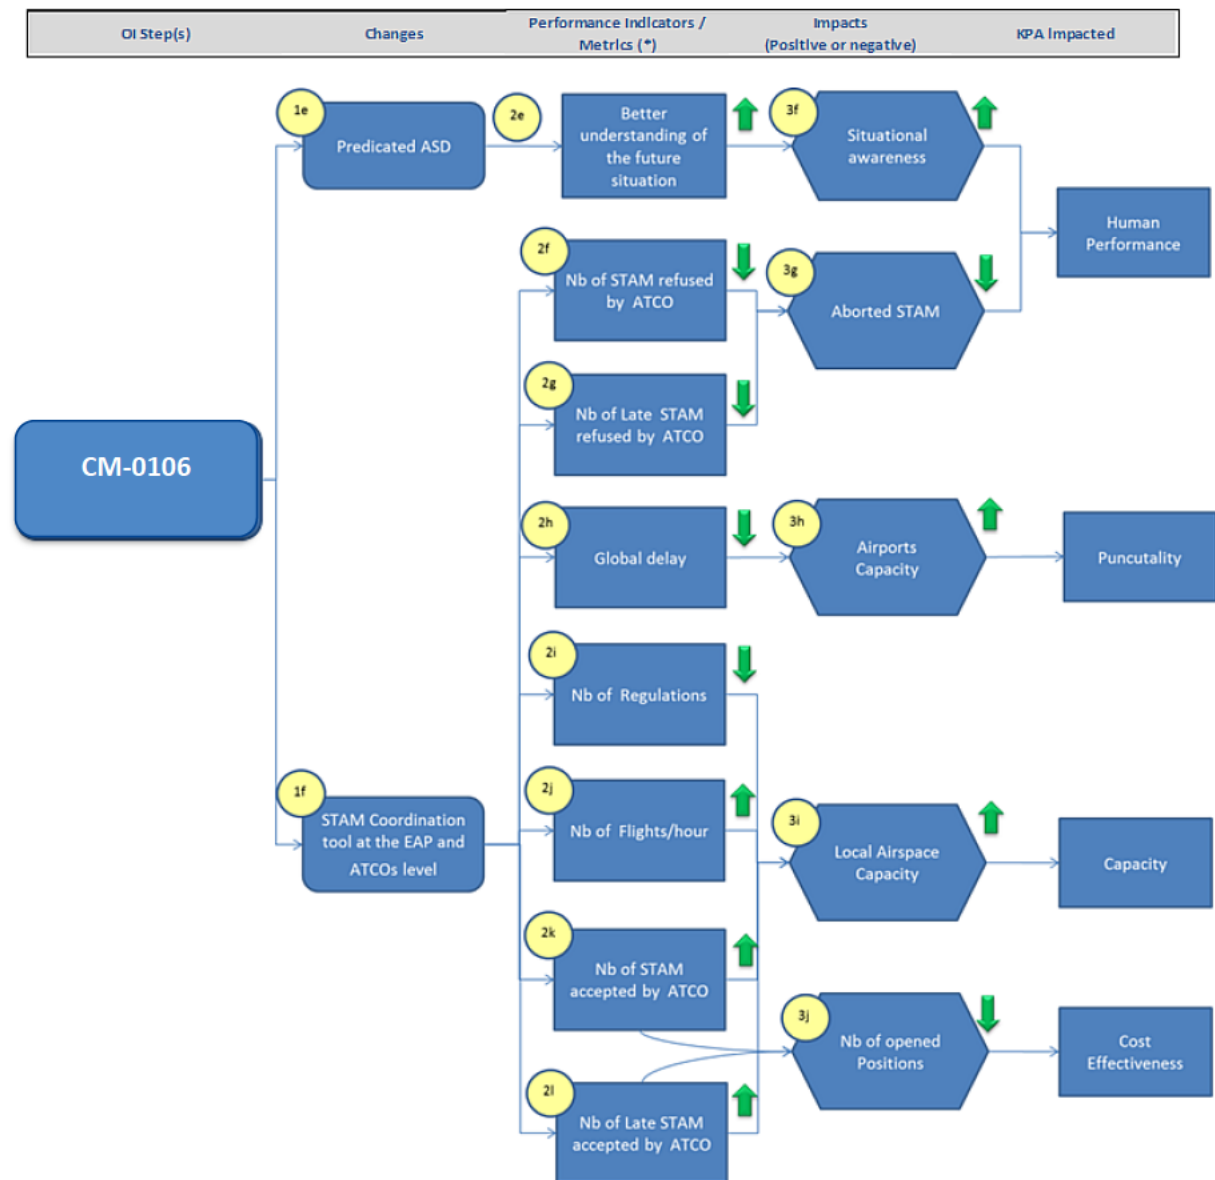 OI Step(s)
Changes
Performance Indicators /
Metrics (*)
Impacts
(Positive or negative)
KPA impacted
1e
Predicated ASD
2e
Better
understanding of
the future
situation
3f
Situational
awareness
Human
Performance
2f
Nb of STAM refused
by ATCO
3g
Aborted STAM
2g
Nb of Late STAM
refused by ATCO
CM-0106
2h
Global delay
3h
Airports
Capacity
Puncutality
2i
Nb of Regulations
1f
STAM Coordination
tool at the EAP and
ATCOs level
2j
Nb of Flights/hour
3i
Local Airspace
Capacity
Capacity
2k
Nb of STAM
accepted by ATCO
3j
Nb of opened
Positions
Cost
Effectiveness
2l
Nb of Late STAM
accepted by ATCO